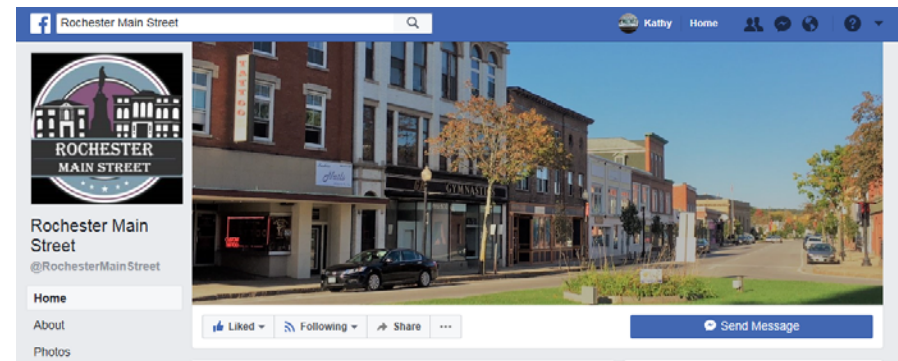 Rochester Main Street
Kathy
Home
ROCHESTER
MAIN STREET
TATTOO
GYMNAST
Rochester Main
Street
@RochesterMainStreet
Home
About
Photos
Liked
Following
Share
Send Message